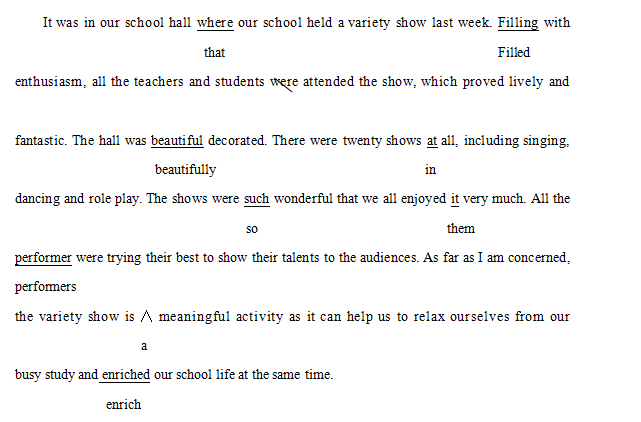 It was in our school hall where our school held a variety show last week. Filling with
that Filled
enthusiasm, all the teachers and students were attended the show, which proved lively and
fantastic. The hall was beautiful decorated. There were twenty shows at all, including singing,
beautifully in
dancing and role play. The shows were such wonderful that we all enjoyed it very much. All the
so them
performer were trying their best to show their talents to the audiences. As far as I am concerned,
performers
the variety show is ∧ meaningful activity as it can help us to relax ourselves from our
a
busy study and enriched our school life at the same time.
enrich